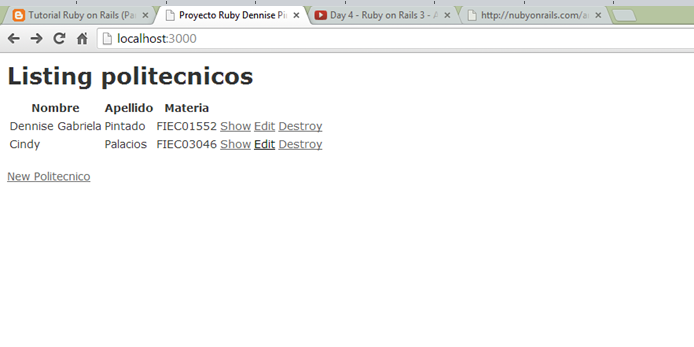 Tutorial Ruby on Rails (Pa
Proyecto Ruby Dennise Pi
Day 4 - Ruby on Rails 3 - A
http://nubyonrails.com/a
localhost:3000
Listing politecnicos
Nombre Apellido Materia
Dennise Gabriela Pintado FIEC01552 Show Edit Destroy
Cindy Palacios FIEC03046 Show Edit Destroy
New Politecnico